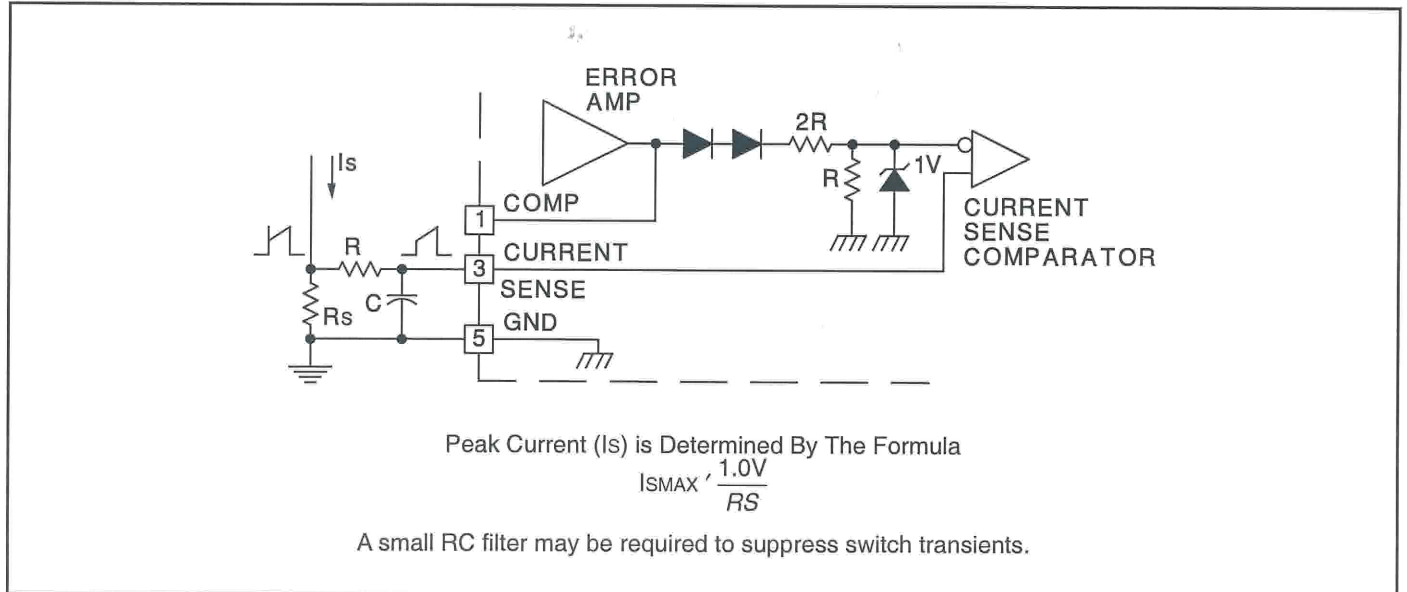 ERROR
AMP
2R
1V
R
Is
1 COMP
R
3 CURRENT
SENSE
C
Rs
5 GND
CURRENT
SENSE
COMPARATOR
Peak Current (IS) is Determined By The Formula
ISMAX ′ 1.0V
RS
A small RC filter may be required to suppress switch transients.